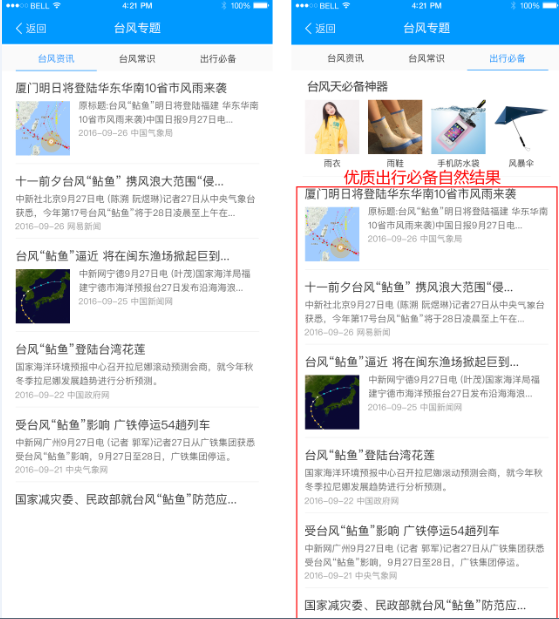 BELL
4:21 PM
100%
返回
台风专题
台风资讯
台风常识
出行必备
厦门明日将登陆华东华南10省市风雨来袭
原标题:台风“鲇鱼”明日将登陆福建 华东华南
10省市风雨来袭)中国日报9月27日电...
2016-09-26 中国气象局
十一前夕台风“鲇鱼” 携风浪大范围“侵...
中新社北京9月27日电 (陈溯 阮煜琳)记者27日从中央气象台
获悉，今年第17号台风“鲇鱼”将于28日凌晨至上午在...
2016-09-26 网易新闻
台风“鲇鱼”逼近 将在闽东渔场掀起巨到...
中新网宁德9月27日电 (叶茂)国家海洋局福
建宁德市海洋预报台27日发布沿海海浪...
2016-09-25 中国新闻网
台风“鲇鱼”登陆台湾花莲
国家海洋环境预报中心召开拉尼娜滚动预测会商，就今年秋
冬季拉尼娜发展趋势进行分析预测。
2016-09-22 中国政府网
受台风“鲇鱼”影响 广铁停运54趟列车
中新网广州9月27日电 (记者 郭军)记者27日从广铁集团获悉
受台风“鲇鱼”影响，9月27日至28日，广铁停运。
2016-09-21 中央气象网
国家减灾委、民政部就台风“鲇鱼”防范应...
BELL
4:21 PM
100%
返回
台风专题
台风资讯
台风常识
出行必备
台风天必备神器
雨衣
雨鞋
手机防水袋
风暴伞
优质出行必备自然结果
厦门明日将登陆华东华南10省市风雨来袭
原标题:台风“鲇鱼”明日将登陆福建 华东华南
10省市风雨来袭)中国日报9月27日电...
2016-09-26 中国气象局
十一前夕台风“鲇鱼” 携风浪大范围“侵...
中新社北京9月27日电 (陈溯 阮煜琳)记者27日从中央气象台
获悉，今年第17号台风“鲇鱼”将于28日凌晨至上午在...
2016-09-26 网易新闻
台风“鲇鱼”逼近 将在闽东渔场掀起巨到...
中新网宁德9月27日电 (叶茂)国家海洋局福
建宁德市海洋预报台27日发布沿海海浪...
2016-09-25 中国新闻网
台风“鲇鱼”登陆台湾花莲
国家海洋环境预报中心召开拉尼娜滚动预测会商，就今年秋
冬季拉尼娜发展趋势进行分析预测。
2016-09-22 中国政府网
受台风“鲇鱼”影响 广铁停运54趟列车
中新网广州9月27日电 (记者 郭军)记者27日从广铁集团获悉
受台风“鲇鱼”影响，9月27日至28日，广铁停运。
2016-09-21 中央气象网
国家减灾委、民政部就台风“鲇鱼”防范应...